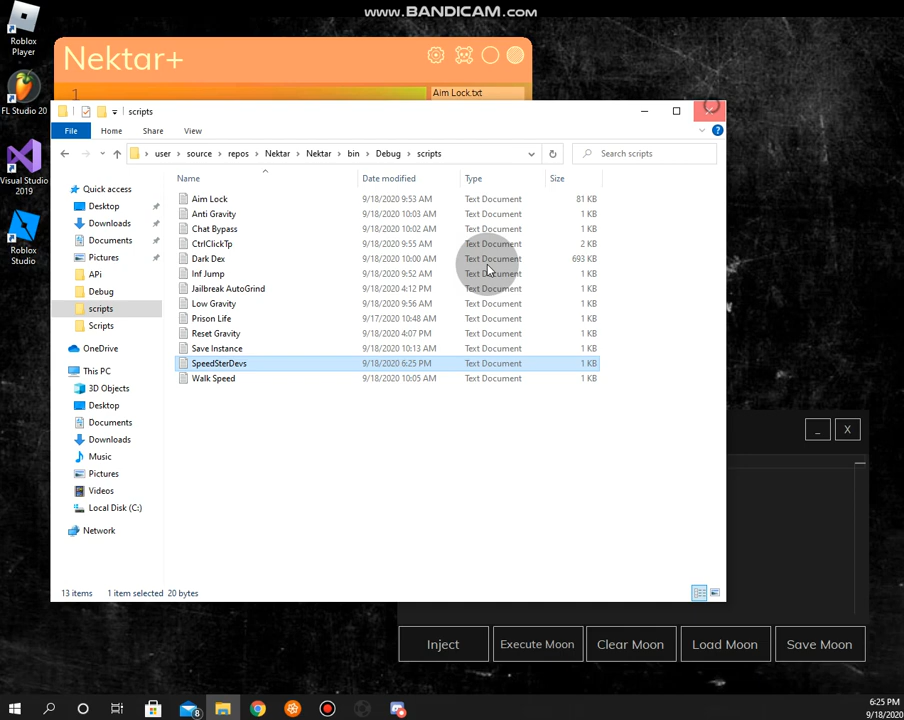 www.BANDICAM.com
Roblox
Player
FL Studio 20
Visual Studio
2019
Roblox
Studio
Nektar+
1
Aim Lock.txt
scripts
File Home Share View
user source repos Nektar Nektar bin Debug scripts
Search scripts
Name Date modified Type Size
Aim Lock 9/18/2020 9:53 AM Text Document 81 KB
Anti Gravity 9/18/2020 10:03 AM Text Document 1 KB
Chat Bypass 9/18/2020 10:02 AM Text Document 1 KB
CtrlClickTp 9/18/2020 9:55 AM Text Document 2 KB
Dark Dex 9/18/2020 10:00 AM Text Document 693 KB
Inf Jump 9/18/2020 9:52 AM Text Document 1 KB
Jailbreak AutoGrind 9/18/2020 4:12 PM Text Document 1 KB
Low Gravity 9/18/2020 9:56 AM Text Document 1 KB
Prison Life 9/17/2020 10:48 AM Text Document 1 KB
Reset Gravity 9/18/2020 4:07 PM Text Document 1 KB
Save Instance 9/18/2020 10:13 AM Text Document 1 KB
SpeedSterDevs 9/18/2020 6:25 PM Text Document 1 KB
Walk Speed 9/18/2020 10:05 AM Text Document 1 KB
Quick access
Desktop
Downloads
Documents
Pictures
APi
Debug
scripts
Scripts
OneDrive
This PC
3D Objects
Desktop
Documents
Downloads
Music
Pictures
Videos
Local Disk (C:)
Network
13 items 1 item selected 20 bytes
_ X
Inject Execute Moon Clear Moon Load Moon Save Moon
8
6:25 PM
9/18/2020